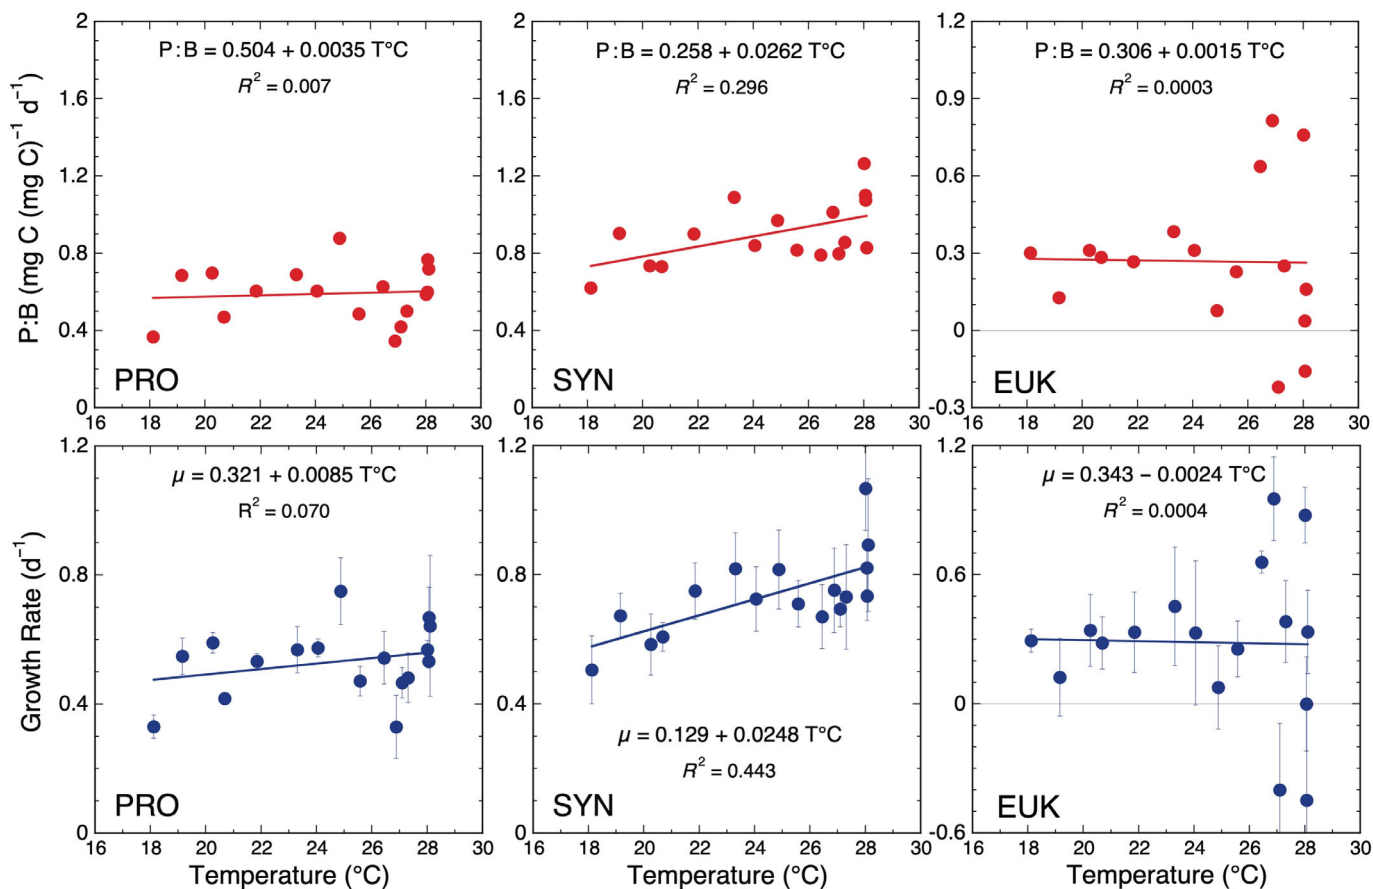 P:B (mg C (mg C)⁻¹ d⁻¹)
2
1.6
1.2
0.8
0.4
0
P:B = 0.504 + 0.0035 T°C
R² = 0.007
PRO
16 18 20 22 24 26 28 30
2
1.6
1.2
0.8
0.4
0
P:B = 0.258 + 0.0262 T°C
R² = 0.296
SYN
16 18 20 22 24 26 28 30
1.2
0.9
0.6
0.3
0
-0.3
P:B = 0.306 + 0.0015 T°C
R² = 0.0003
EUK
16 18 20 22 24 26 28 30
Growth Rate (d⁻¹)
1.2
0.8
0.4
0
μ = 0.321 + 0.0085 T°C
R² = 0.070
PRO
16 18 20 22 24 26 28 30
Temperature (°C)
1.2
0.8
0.4
0
μ = 0.129 + 0.0248 T°C
R² = 0.443
SYN
16 18 20 22 24 26 28 30
Temperature (°C)
1.2
0.6
0
-0.6
μ = 0.343 − 0.0024 T°C
R² = 0.0004
EUK
16 18 20 22 24 26 28 30
Temperature (°C)